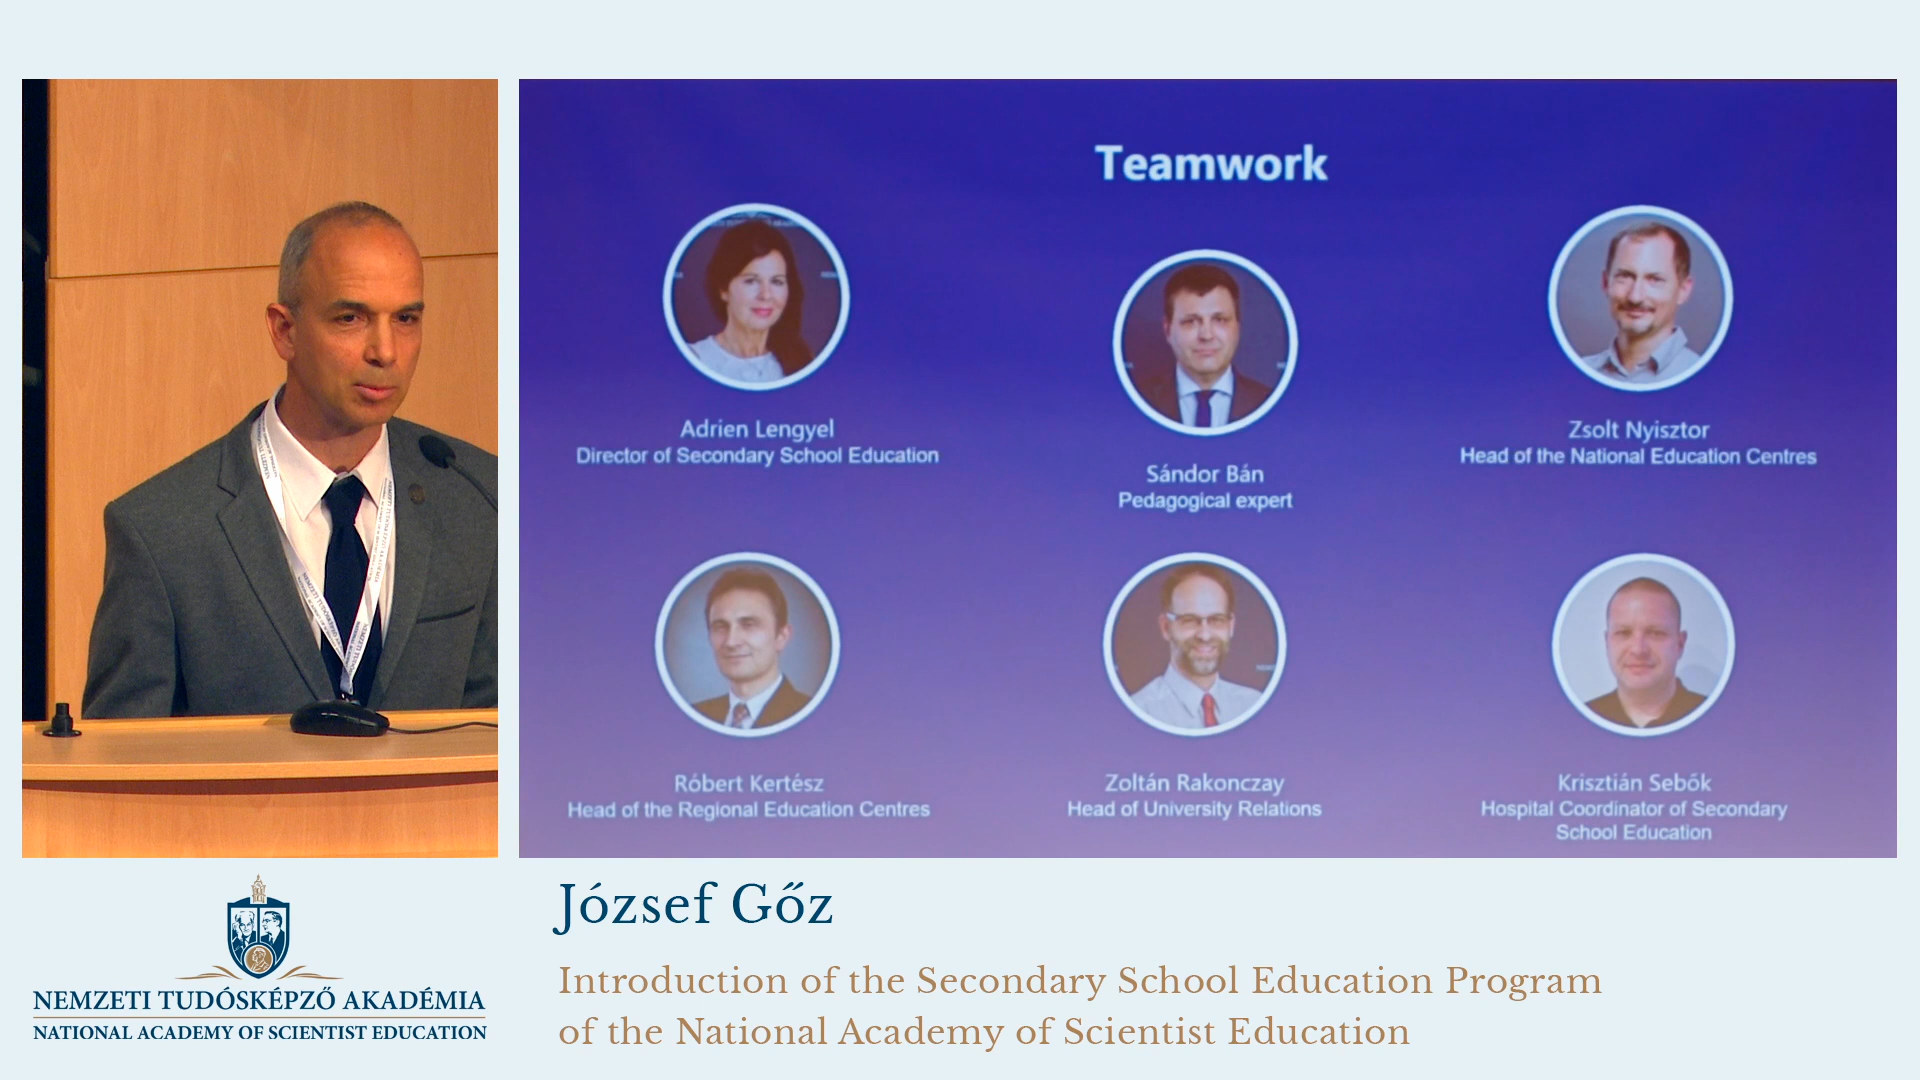 Teamwork
Adrien Lengyel
Director of Secondary School Education
Sándor Bán
Pedagogical expert
Zsolt Nyisztor
Head of the National Education Centres
Róbert Kertész
Head of the Regional Education Centres
Zoltán Rakonczay
Head of University Relations
Krisztián Sebők
Hospital Coordinator of Secondary
School Education
NEMZETI TUDÓSKÉPZŐ AKADÉMIA
NATIONAL ACADEMY OF SCIENTIST EDUCATION
József Gőz
Introduction of the Secondary School Education Program
of the National Academy of Scientist Education